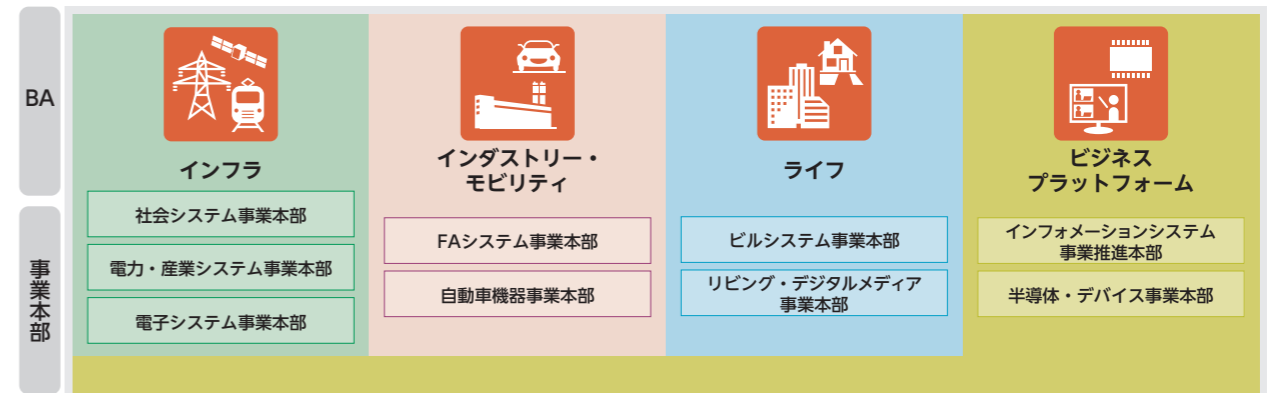 BA
インフラ
インダストリー・
モビリティ
ライフ
ビジネス
プラットフォーム
事業本部
社会システム事業本部
電力・産業システム事業本部
電子システム事業本部
FAシステム事業本部
自動車機器事業本部
ビルシステム事業本部
リビング・デジタルメディア
事業本部
インフォメーションシステム
事業推進本部
半導体・デバイス事業本部